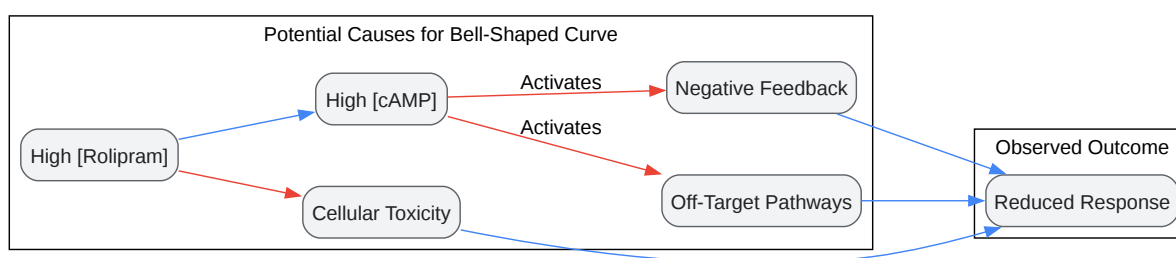 Potential Causes for Bell-Shaped Curve
High [Rolipram]
High [cAMP]
Cellular Toxicity
Activates
Activates
Negative Feedback
Off-Target Pathways
Observed Outcome
Reduced Response